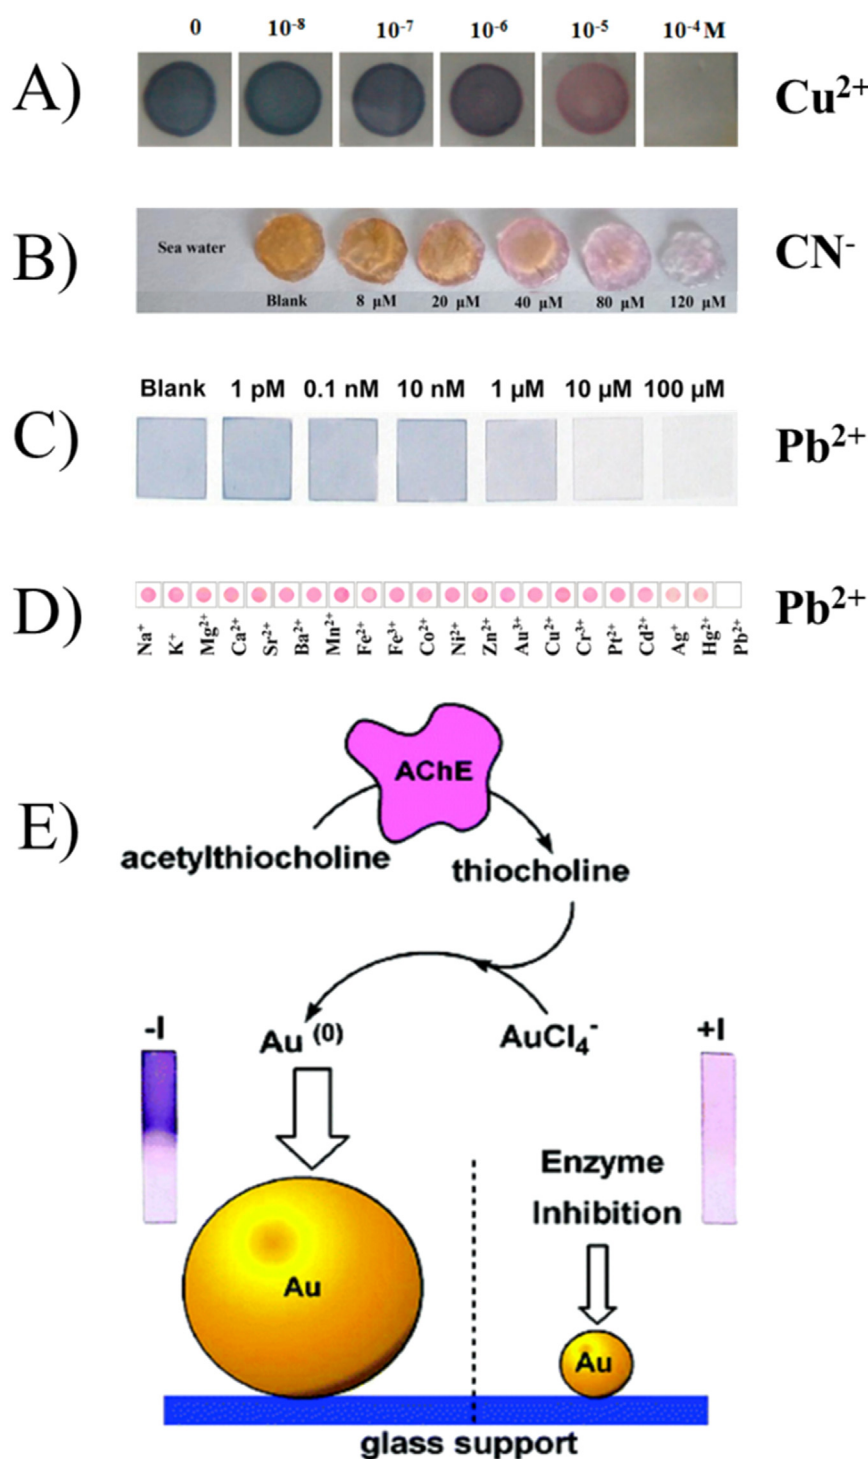 0 10⁻⁸ 10⁻⁷ 10⁻⁶ 10⁻⁵ 10⁻⁴ M
A) Cu²⁺
B) CN⁻
Sea water
Blank 8 μM 20 μM 40 μM 80 μM 120 μM
Blank 1 pM 0.1 nM 10 nM 1 μM 10 μM 100 μM
C) Pb²⁺
D) Pb²⁺
Na⁺ K⁺ Mg²⁺ Ca²⁺ Sr²⁺ Ba²⁺ Mn²⁺ Fe²⁺ Fe³⁺ Co²⁺ Ni²⁺ Zn²⁺ Au³⁺ Cu²⁺ Cr³⁺ Pt²⁺ Cd²⁺ Ag⁺ Hg²⁺ Pb²⁺
E)
AChE
acetylthiocholine
thiocholine
-I
Au ⁽⁰⁾
AuCl₄⁻
+I
Enzyme
Inhibition
Au
Au
glass support